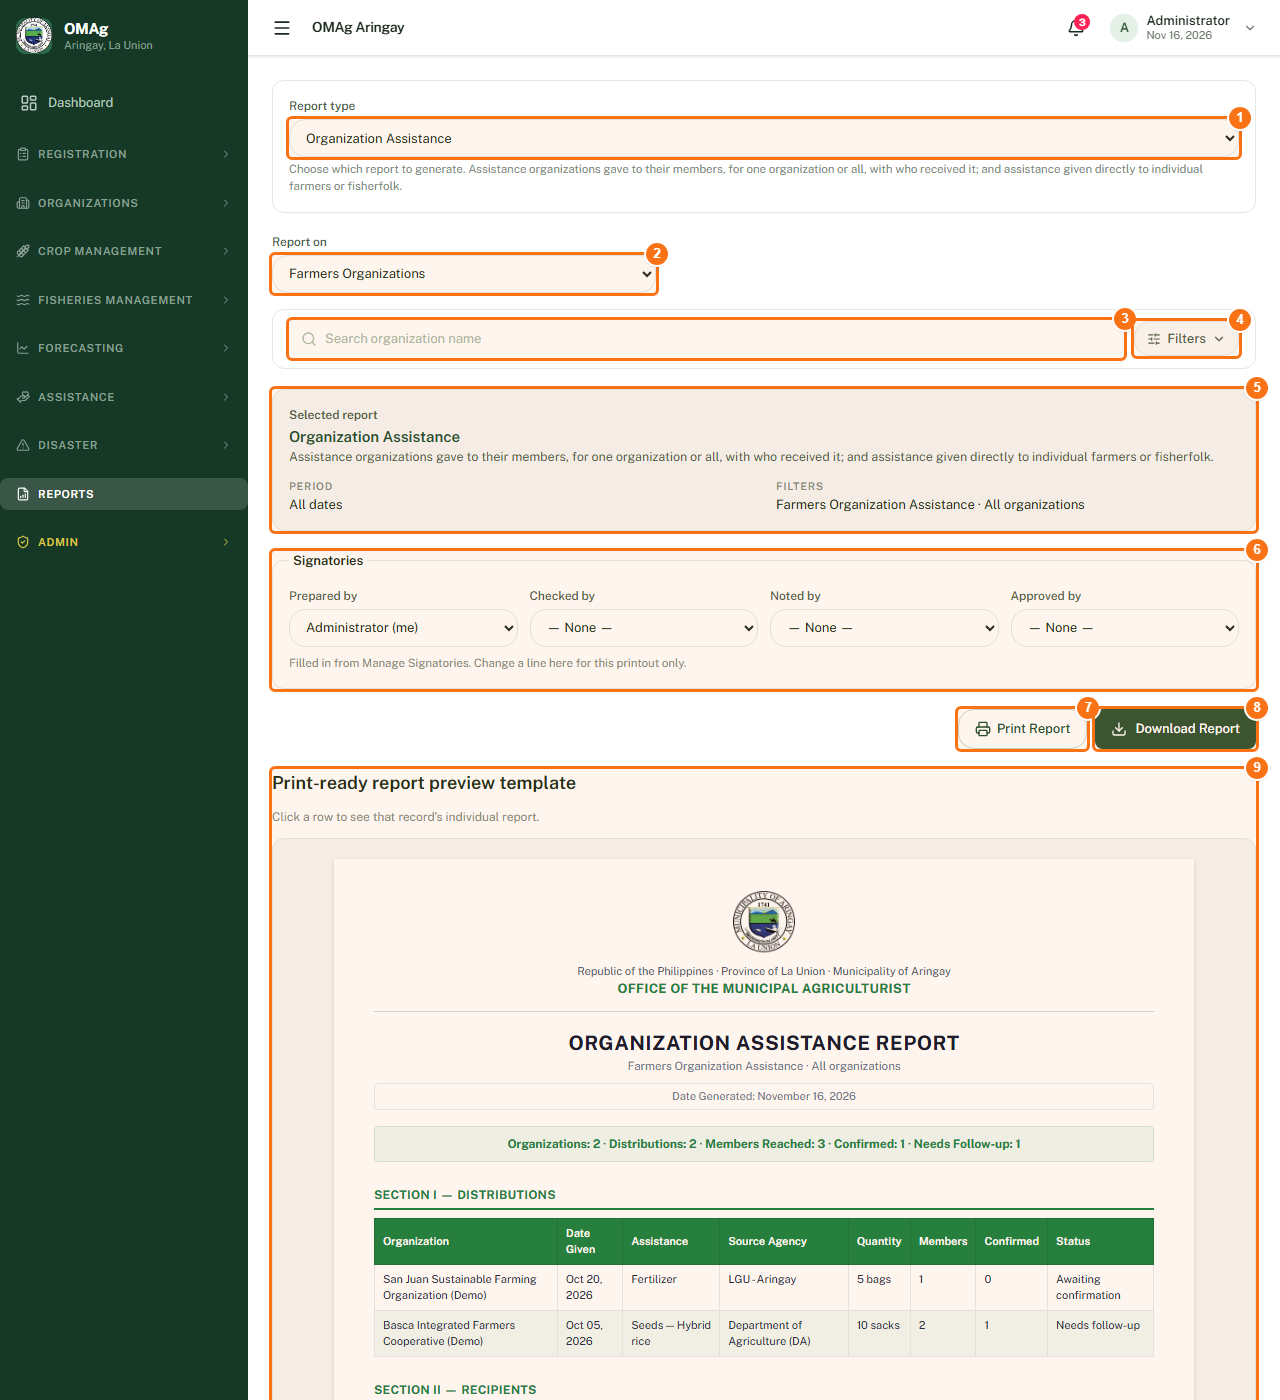 OMAg
Aringay, La Union
Dashboard
REGISTRATION
ORGANIZATIONS
CROP MANAGEMENT
FISHERIES MANAGEMENT
FORECASTING
ASSISTANCE
DISASTER
REPORTS
ADMIN
OMAg Aringay
3
A
Administrator
Nov 16, 2026
Report type
1
Organization Assistance
Choose which report to generate. Assistance organizations gave to their members, for one organization or all, with who received it; and assistance given directly to individual
farmers or fisherfolk.
Report on
2
Farmers Organizations
3
Search organization name
4
Filters
5
Selected report
Organization Assistance
Assistance organizations gave to their members, for one organization or all, with who received it; and assistance given directly to individual farmers or fisherfolk.
PERIOD
All dates
FILTERS
Farmers Organization Assistance · All organizations
6
Signatories
Prepared by
Administrator (me)
Checked by
— None —
Noted by
— None —
Approved by
— None —
Filled in from Manage Signatories. Change a line here for this printout only.
7
Print Report
8
Download Report
9
Print-ready report preview template
Click a row to see that record's individual report.
MUNICIPALITY OF ARINGAY
1741
LA UNION
Republic of the Philippines · Province of La Union · Municipality of Aringay
OFFICE OF THE MUNICIPAL AGRICULTURIST
ORGANIZATION ASSISTANCE REPORT
Farmers Organization Assistance · All organizations
Date Generated: November 16, 2026
Organizations: 2 · Distributions: 2 · Members Reached: 3 · Confirmed: 1 · Needs Follow-up: 1
SECTION I — DISTRIBUTIONS
Organization Date Given Assistance Source Agency Quantity Members Confirmed Status
San Juan Sustainable Farming Organization (Demo) Oct 20, 2026 Fertilizer LGU - Aringay 5 bags 1 0 Awaiting confirmation
Basca Integrated Farmers Cooperative (Demo) Oct 05, 2026 Seeds — Hybrid rice Department of Agriculture (DA) 10 sacks 2 1 Needs follow-up
SECTION II — RECIPIENTS